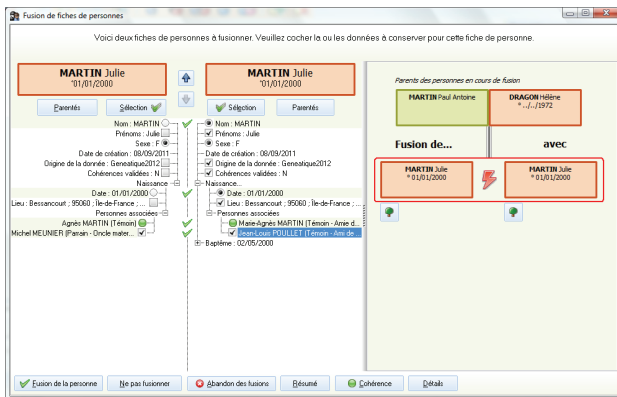 Fusion de fiches de personnes
Voici deux fiches de personnes à fusionner. Veuillez cocher la ou les données à conserver pour cette fiche de personne.
MARTIN Julie
°01/01/2000
Parentés
Sélection
Nom : MARTIN
Prénoms : Julie
Sexe : F
Date de création : 08/09/2011
Origine de la donnée : Geneatique2012
Cohérences validées : N
Naissance
Date : 01/01/2000
Lieu : Bessancourt ; 95060 ; Île-de-France ; ...
Personnes associées
Agnès MARTIN (Témoin)
Michel MEUNIER (Parrain - Oncle mater...
MARTIN Julie
°01/01/2000
Sélection
Parentés
Nom : MARTIN
Prénoms : Julie
Sexe : F
Date de création : 08/09/2011
Origine de la donnée : Geneatique2012
Cohérences validées : N
Naissance...
Date : 01/01/2000
Lieu : Bessancourt ; 95060 ; Île-de-France ; ...
Personnes associées
Marie-Agnès MARTIN (Témoin - Amie d...
Jean-Louis POULLET (Témoin - Ami de...
Baptême : 02/05/2000
Parents des personnes en cours de fusion
MARTIN Paul Antoine
DRAGON Hélène
° ../../1972
Fusion de... avec
MARTIN Julie
° 01/01/2000
MARTIN Julie
° 01/01/2000
Fusion de la personne
Ne pas fusionner
Abandon des fusions
Résumé
Cohérence
Détails